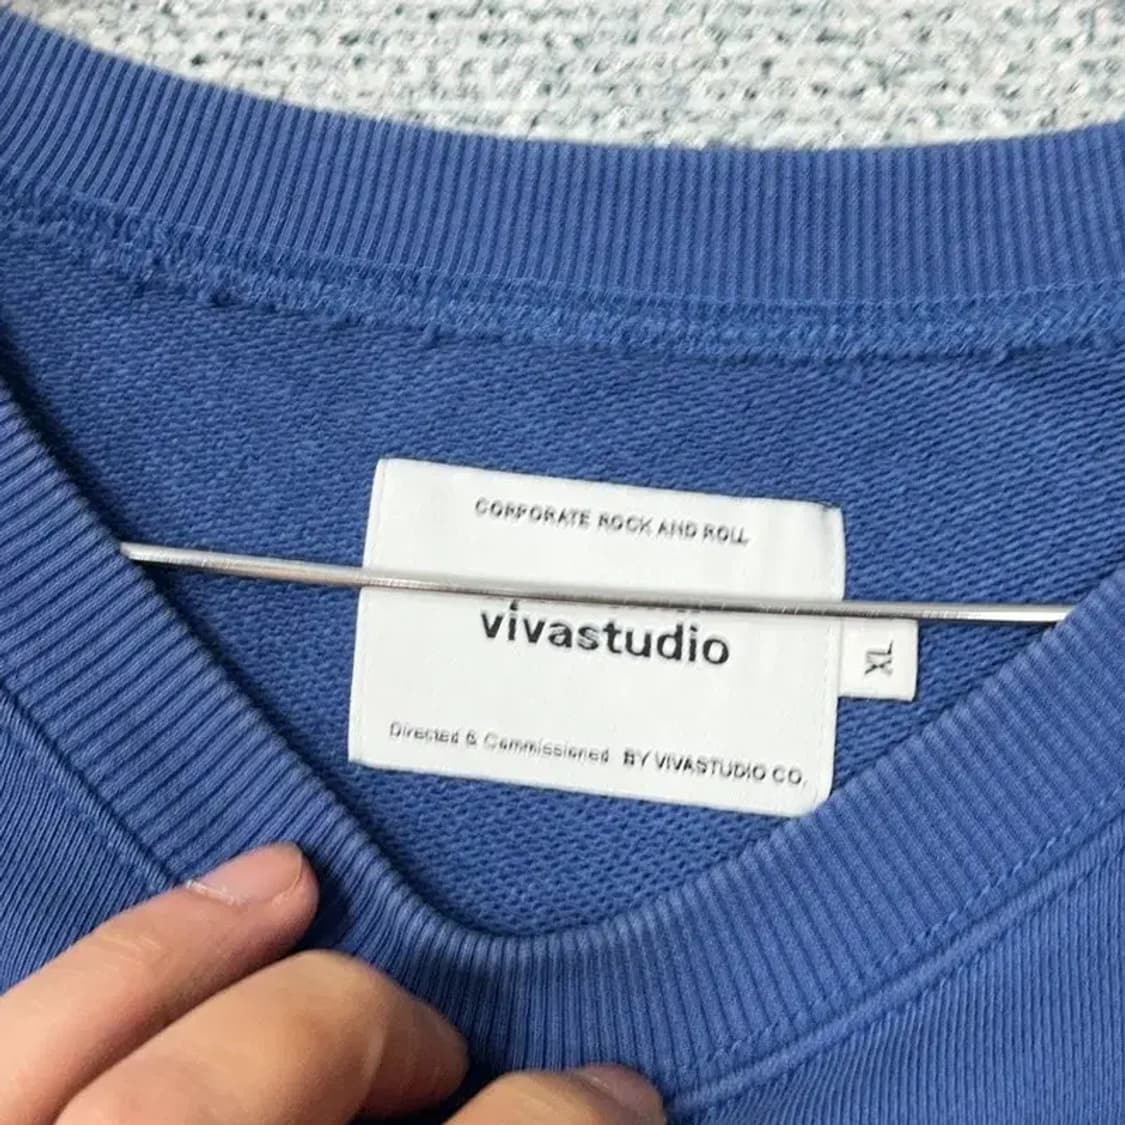 CORPORATE ROCK AND ROLL
vivastudio
XL
Directed & Commissioned BY VIVASTUDIO CO.